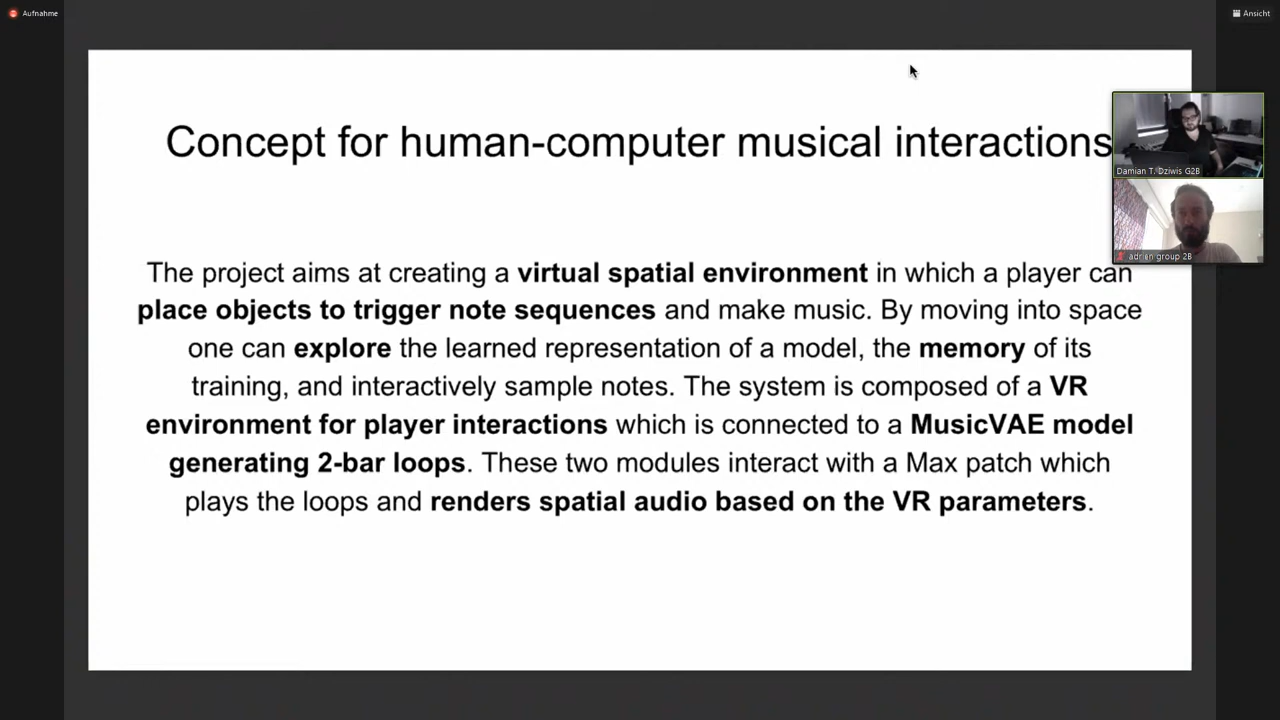 Aufnahme
Ansicht
Concept for human-computer musical interactions
Damian T. Dziwis G2B
adrien group 2B
The project aims at creating a virtual spatial environment in which a player can
place objects to trigger note sequences and make music. By moving into space
one can explore the learned representation of a model, the memory of its
training, and interactively sample notes. The system is composed of a VR
environment for player interactions which is connected to a MusicVAE model
generating 2-bar loops. These two modules interact with a Max patch which
plays the loops and renders spatial audio based on the VR parameters.